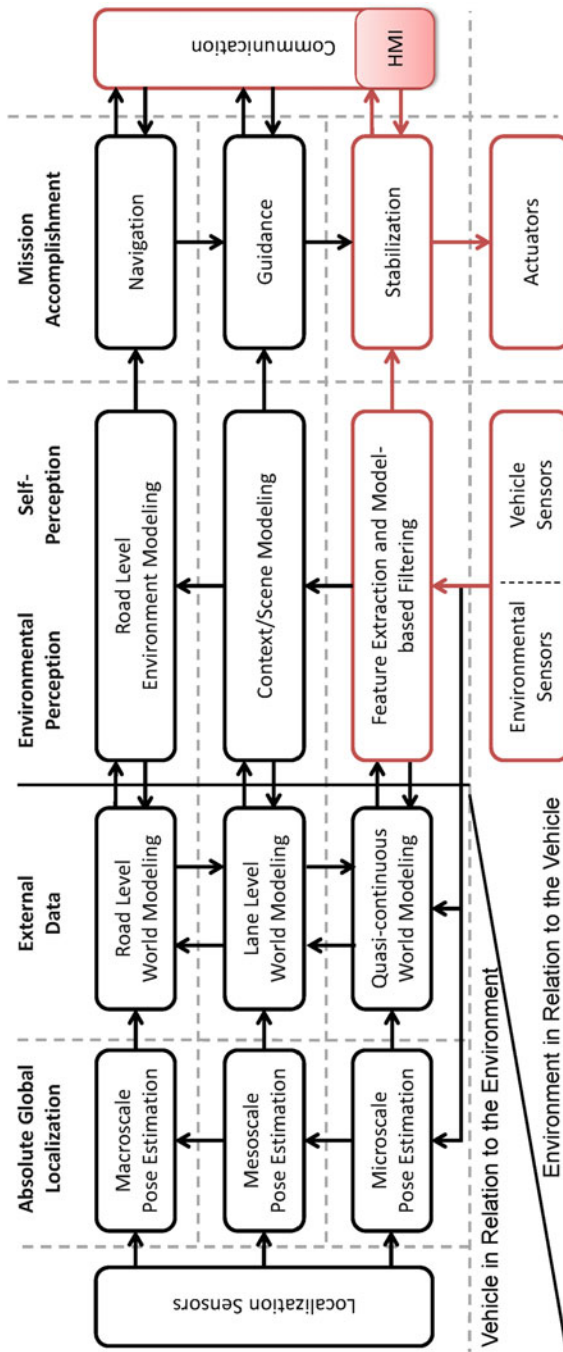 Absolute Global
Localization
External
Data
Environmental
Perception
Self-
Perception
Mission
Accomplishment
Localization Sensors
Macroscale
Pose Estimation
Road Level
World Modeling
Road Level
Environment Modeling
Navigation
Communication
Mesoscale
Pose Estimation
Lane Level
World Modeling
Context/Scene Modeling
Guidance
Microscale
Pose Estimation
Quasi-continuous
World Modeling
Feature Extraction and Model-
based Filtering
Stabilization
HMI
Vehicle in Relation to the Environment
Environment in Relation to the Vehicle
Environmental
Sensors
Vehicle
Sensors
Actuators